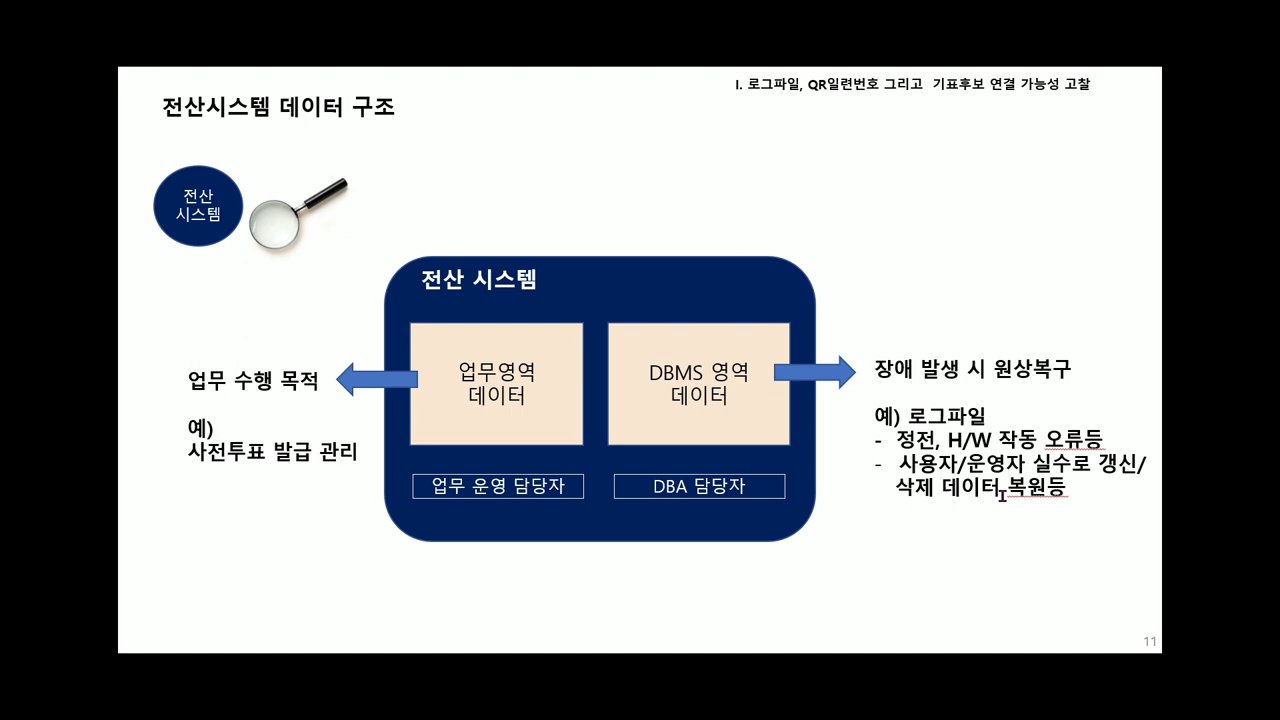 I. 로그파일, QR일련번호 그리고 기표후보 연결 가능성 고찰
전산시스템 데이터 구조
전산
시스템
전산 시스템
업무영역
데이터
DBMS 영역
데이터
업무 운영 담당자
DBA 담당자
업무 수행 목적
예)
사전투표 발급 관리
장애 발생 시 원상복구
예) 로그파일
- 정전, H/W 작동 오류등
- 사용자/운영자 실수로 갱신/
삭제 데이터 복원등
11